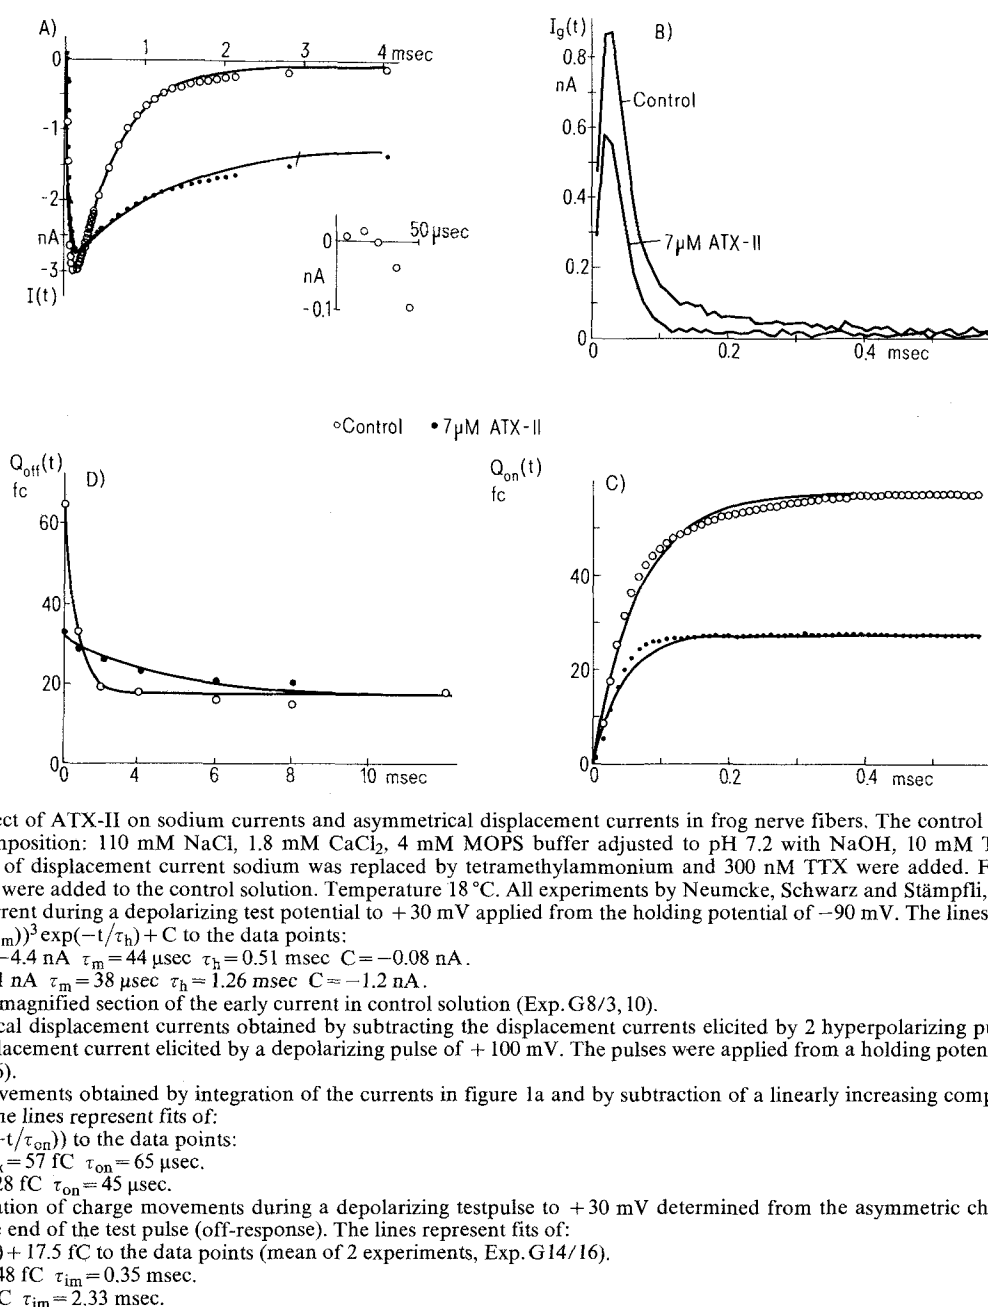 A)
1 2 3 4 msec
0
-1
-2
nA
-3
I(t)
50 μsec
0
nA
-0.1
Ig(t)
B)
0.8
nA
Control
0.6
0.4
7μM ATX-II
0.2
0
0 0.2 0.4 msec
○Control •7μM ATX-II
Qoff(t)
fc
D)
60
40
20
0
0 4 6 8 10 msec
Qon(t)
fc
C)
40
20
0
0 0.2 0.4 msec
ect of ATX-II on sodium currents and asymmetrical displacement currents in frog nerve fibers. The control
position: 110 mM NaCl, 1.8 mM CaCl₂, 4 mM MOPS buffer adjusted to pH 7.2 with NaOH, 10 mM T
of displacement current sodium was replaced by tetramethylammonium and 300 nM TTX were added. F
were added to the control solution. Temperature 18 °C. All experiments by Neumcke, Schwarz and Stämpfli,
rent during a depolarizing test potential to +30 mV applied from the holding potential of −90 mV. The lines
m))³ exp(−t/τh) + C to the data points:
−4.4 nA τm = 44 μsec τh = 0.51 msec C = −0.08 nA.
nA τm = 38 μsec τh = 1.26 msec C = −1.2 nA.
magnified section of the early current in control solution (Exp. G8/3, 10).
cal displacement currents obtained by subtracting the displacement currents elicited by 2 hyperpolarizing pu
placement current elicited by a depolarizing pulse of +100 mV. The pulses were applied from a holding poten
).
vements obtained by integration of the currents in figure 1a and by subtraction of a linearly increasing comp
ne lines represent fits of:
-t/τon)) to the data points:
= 57 fC τon = 65 μsec.
28 fC τon = 45 μsec.
ation of charge movements during a depolarizing testpulse to +30 mV determined from the asymmetric ch
e end of the test pulse (off-response). The lines represent fits of:
) + 17.5 fC to the data points (mean of 2 experiments, Exp. G14/16).
48 fC τim = 0.35 msec.
C τim = 2.33 msec.